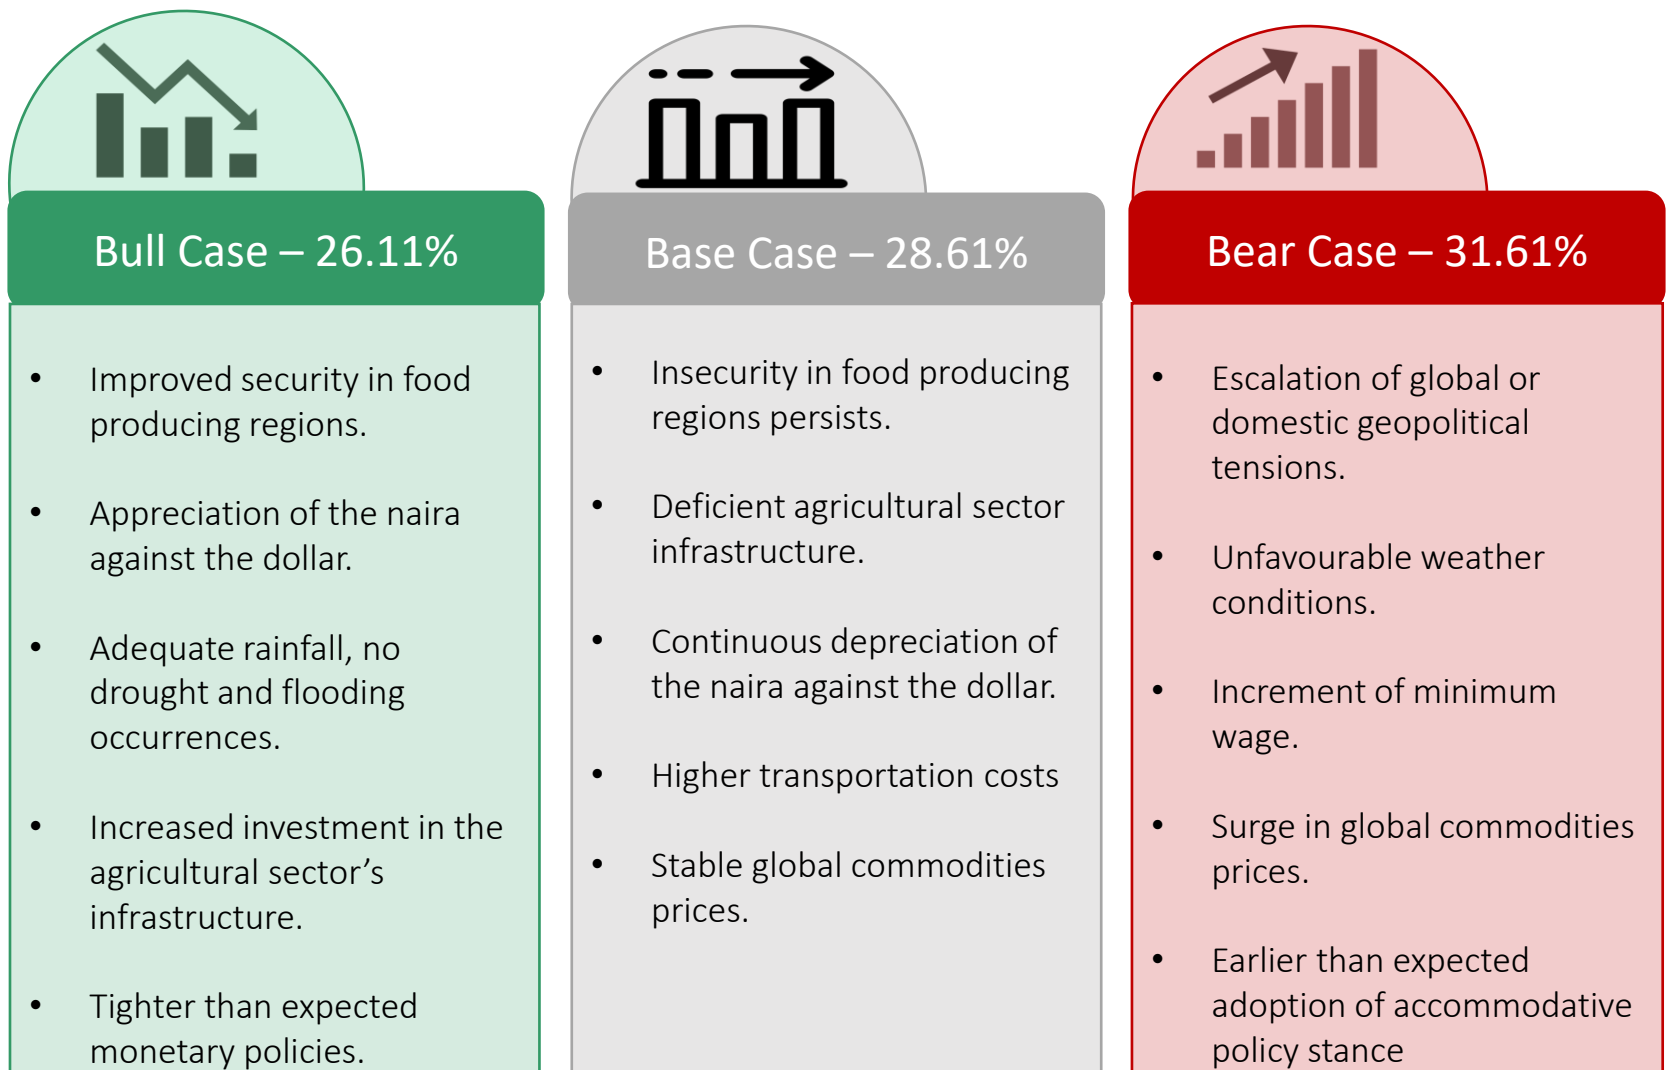 Bull Case – 26.11%
• Improved security in food
producing regions.
• Appreciation of the naira
against the dollar.
• Adequate rainfall, no
drought and flooding
occurrences.
• Increased investment in the
agricultural sector’s
infrastructure.
• Tighter than expected
monetary policies.
Base Case – 28.61%
• Insecurity in food producing
regions persists.
• Deficient agricultural sector
infrastructure.
• Continuous depreciation of
the naira against the dollar.
• Higher transportation costs
• Stable global commodities
prices.
Bear Case – 31.61%
• Escalation of global or
domestic geopolitical
tensions.
• Unfavourable weather
conditions.
• Increment of minimum
wage.
• Surge in global commodities
prices.
• Earlier than expected
adoption of accommodative
policy stance